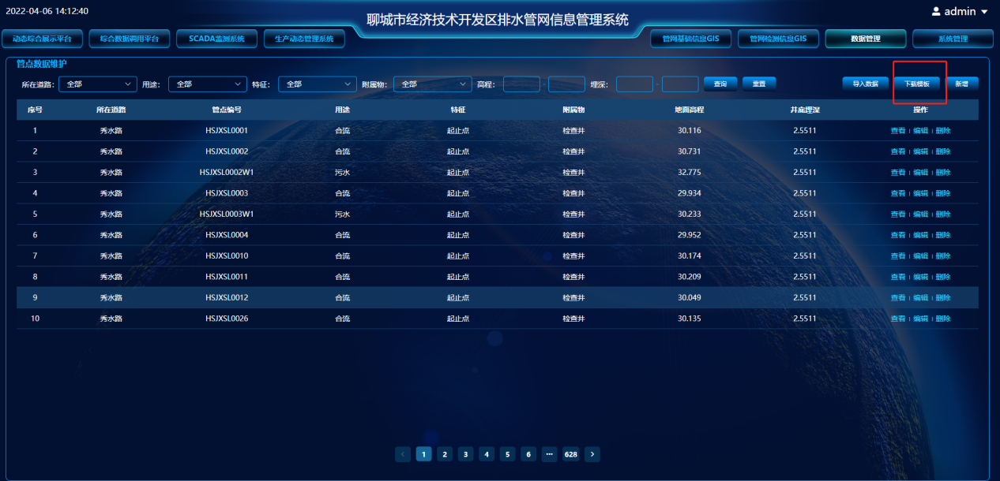 2022-04-06 14:12:40
聊城市经济技术开发区排水管网信息管理系统
admin
动态综合展示平台 综合数据调用平台 SCADA监测系统 生产动态管理系统 管网基础信息GIS 管网检测信息GIS 数据管理 系统管理
管点数据维护
所在道路: 全部 用途: 全部 特征: 全部 附属物: 全部 高程: - 埋深: - 查询 重置 导入数据 下载模板 新增
序号 所在道路 管点编号 用途 特征 附属物 地面高程 井底埋深 操作
1 秀水路 HSJXSL0001 合流 起止点 检查井 30.116 2.5511 查看 编辑 删除
2 秀水路 HSJXSL0002 合流 起止点 检查井 30.731 2.5511 查看 编辑 删除
3 秀水路 HSJXSL0002W1 污水 起止点 检查井 32.775 2.5511 查看 编辑 删除
4 秀水路 HSJXSL0003 合流 起止点 检查井 29.934 2.5511 查看 编辑 删除
5 秀水路 HSJXSL0003W1 污水 起止点 检查井 30.233 2.5511 查看 编辑 删除
6 秀水路 HSJXSL0004 合流 起止点 检查井 29.952 2.5511 查看 编辑 删除
7 秀水路 HSJXSL0010 合流 起止点 检查井 30.174 2.5511 查看 编辑 删除
8 秀水路 HSJXSL0011 合流 起止点 检查井 30.209 2.5511 查看 编辑 删除
9 秀水路 HSJXSL0012 合流 起止点 检查井 30.049 2.5511 查看 编辑 删除
10 秀水路 HSJXSL0026 合流 起止点 检查井 30.135 2.5511 查看 编辑 删除
< 1 2 3 4 5 6 ··· 628 >